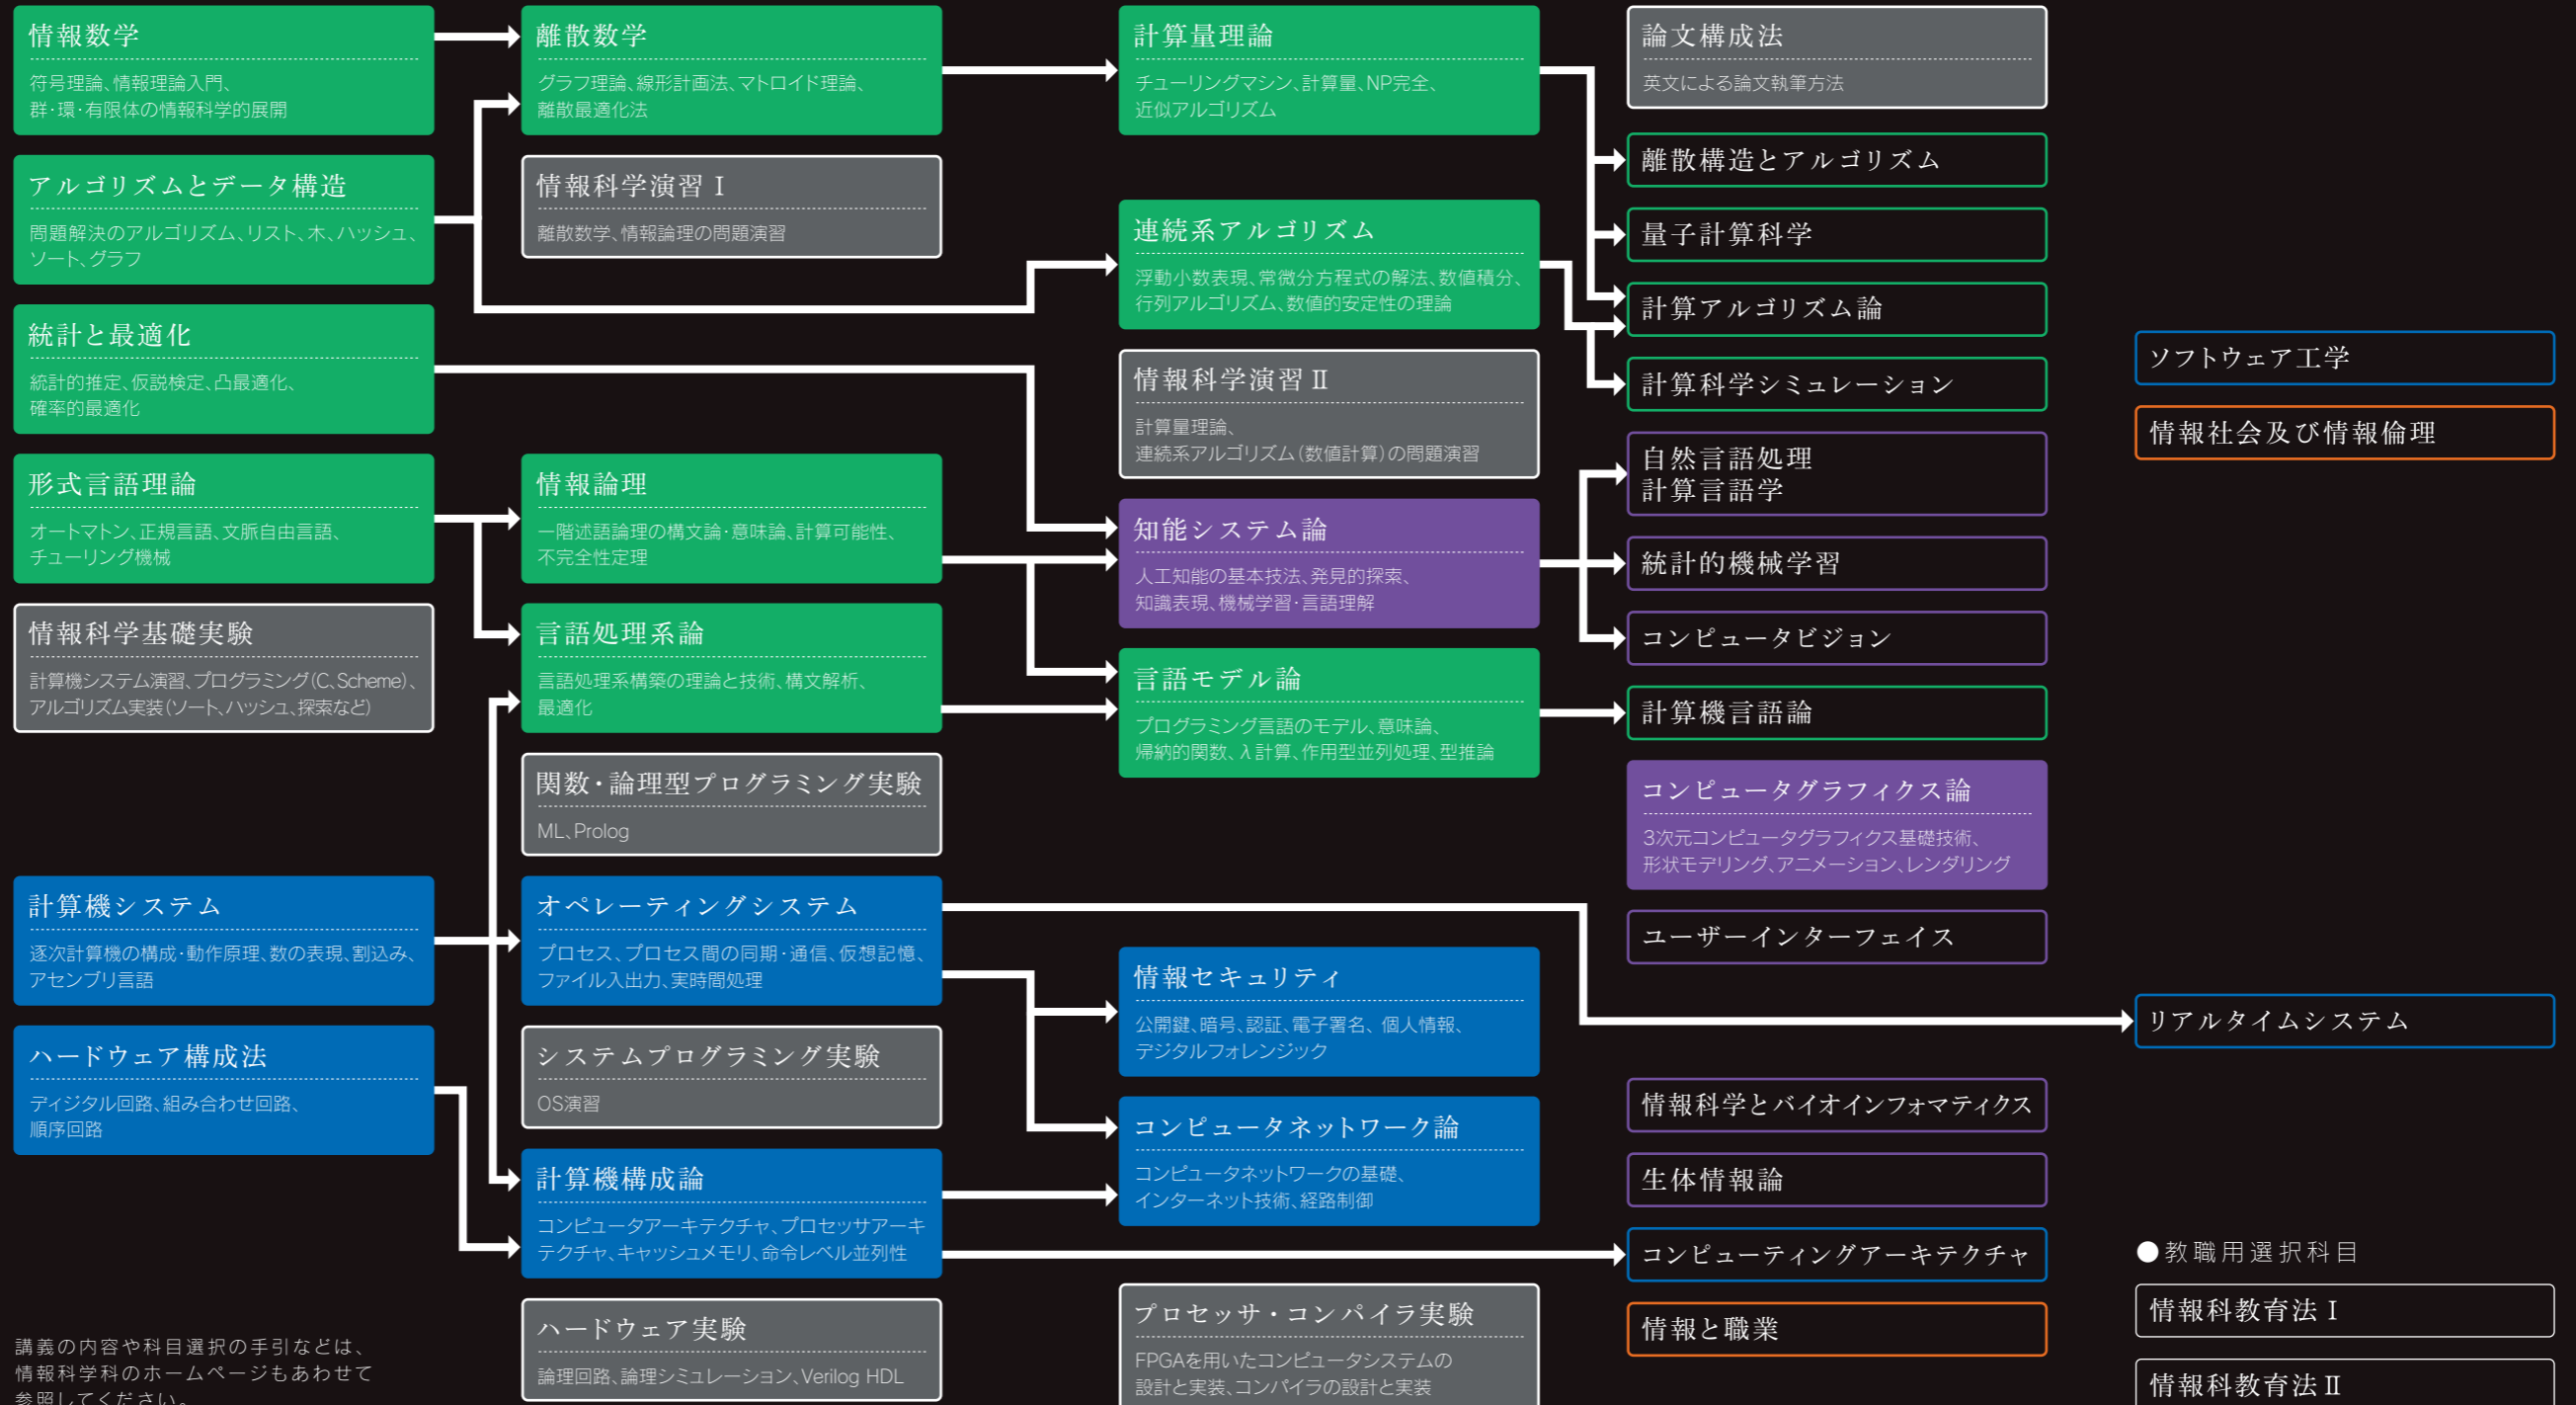 情報数学
符号理論、情報理論入門、
群・環・有限体の情報科学的展開
アルゴリズムとデータ構造
問題解決のアルゴリズム、リスト、木、ハッシュ、
ソート、グラフ
統計と最適化
統計的推定、仮説検定、凸最適化、
確率的最適化
形式言語理論
オートマトン、正規言語、文脈自由言語、
チューリング機械
情報科学基礎実験
計算機システム演習、プログラミング(C、Scheme)、
アルゴリズム実装(ソート、ハッシュ、探索など)
計算機システム
逐次計算機の構成・動作原理、数の表現、割込み、
アセンブリ言語
ハードウェア構成法
ディジタル回路、組み合わせ回路、
順序回路
講義の内容や科目選択の手引などは、
情報科学科のホームページもあわせて
参照してください。
離散数学
グラフ理論、線形計画法、マトロイド理論、
離散最適化法
情報科学演習 I
離散数学、情報論理の問題演習
情報論理
一階述語論理の構文論・意味論、計算可能性、
不完全性定理
言語処理系論
言語処理系構築の理論と技術、構文解析、
最適化
関数・論理型プログラミング実験
ML、Prolog
オペレーティングシステム
プロセス、プロセス間の同期・通信、仮想記憶、
ファイル入出力、実時間処理
システムプログラミング実験
OS演習
計算機構成論
コンピュータアーキテクチャ、プロセッサアーキ
テクチャ、キャッシュメモリ、命令レベル並列性
ハードウェア実験
論理回路、論理シミュレーション、Verilog HDL
計算量理論
チューリングマシン、計算量、NP完全、
近似アルゴリズム
連続系アルゴリズム
浮動小数表現、常微分方程式の解法、数値積分、
行列アルゴリズム、数値的安定性の理論
情報科学演習 II
計算量理論、
連続系アルゴリズム(数値計算)の問題演習
知能システム論
人工知能の基本技法、発見的探索、
知識表現、機械学習・言語理解
言語モデル論
プログラミング言語のモデル、意味論、
帰納的関数、λ計算、作用型並列処理、型推論
情報セキュリティ
公開鍵、暗号、認証、電子署名、個人情報、
デジタルフォレンジック
コンピュータネットワーク論
コンピュータネットワークの基礎、
インターネット技術、経路制御
プロセッサ・コンパイラ実験
FPGAを用いたコンピュータシステムの
設計と実装、コンパイラの設計と実装
論文構成法
英文による論文執筆方法
離散構造とアルゴリズム
量子計算科学
計算アルゴリズム論
計算科学シミュレーション
自然言語処理
計算言語学
統計的機械学習
コンピュータビジョン
計算機言語論
コンピュータグラフィクス論
3次元コンピュータグラフィクス基礎技術、
形状モデリング、アニメーション、レンダリング
ユーザーインターフェイス
情報科学とバイオインフォマティクス
生体情報論
コンピューティングアーキテクチャ
情報と職業
ソフトウェア工学
情報社会及び情報倫理
リアルタイムシステム
●教職用選択科目
情報科教育法 I
情報科教育法 II